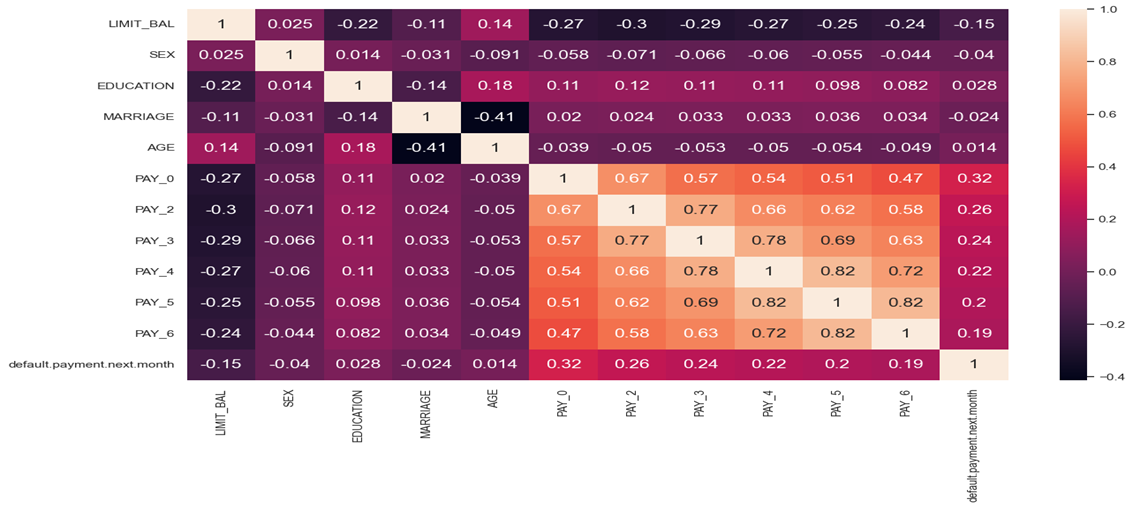 LIMIT_BAL 1 0.025 -0.22 -0.11 0.14 -0.27 -0.3 -0.29 -0.27 -0.25 -0.24 -0.15
SEX 0.025 1 0.014 -0.031 -0.091 -0.058 -0.071 -0.066 -0.06 -0.055 -0.044 -0.04
EDUCATION -0.22 0.014 1 -0.14 0.18 0.11 0.12 0.11 0.11 0.098 0.082 0.028
MARRIAGE -0.11 -0.031 -0.14 1 -0.41 0.02 0.024 0.033 0.033 0.036 0.034 -0.024
AGE 0.14 -0.091 0.18 -0.41 1 -0.039 -0.05 -0.053 -0.05 -0.054 -0.049 0.014
PAY_0 -0.27 -0.058 0.11 0.02 -0.039 1 0.67 0.57 0.54 0.51 0.47 0.32
PAY_2 -0.3 -0.071 0.12 0.024 -0.05 0.67 1 0.77 0.66 0.62 0.58 0.26
PAY_3 -0.29 -0.066 0.11 0.033 -0.053 0.57 0.77 1 0.78 0.69 0.63 0.24
PAY_4 -0.27 -0.06 0.11 0.033 -0.05 0.54 0.66 0.78 1 0.82 0.72 0.22
PAY_5 -0.25 -0.055 0.098 0.036 -0.054 0.51 0.62 0.69 0.82 1 0.82 0.2
PAY_6 -0.24 -0.044 0.082 0.034 -0.049 0.47 0.58 0.63 0.72 0.82 1 0.19
default.payment.next.month -0.15 -0.04 0.028 -0.024 0.014 0.32 0.26 0.24 0.22 0.2 0.19 1
LIMIT_BAL
SEX
EDUCATION
MARRIAGE
AGE
PAY_0
PAY_2
PAY_3
PAY_4
PAY_5
PAY_6
default.payment.next.month
1.0
0.8
0.6
0.4
0.2
0.0
−0.2
−0.4